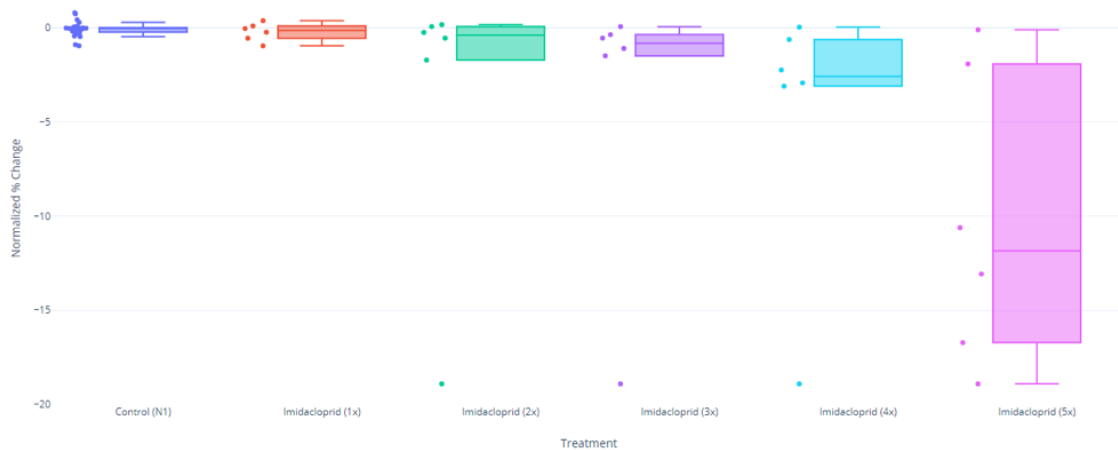 0
−5
−10
−15
−20
Normalized % Change
Control (N1)
Imidacloprid (1x)
Imidacloprid (2x)
Imidacloprid (3x)
Imidacloprid (4x)
Imidacloprid (5x)
Treatment